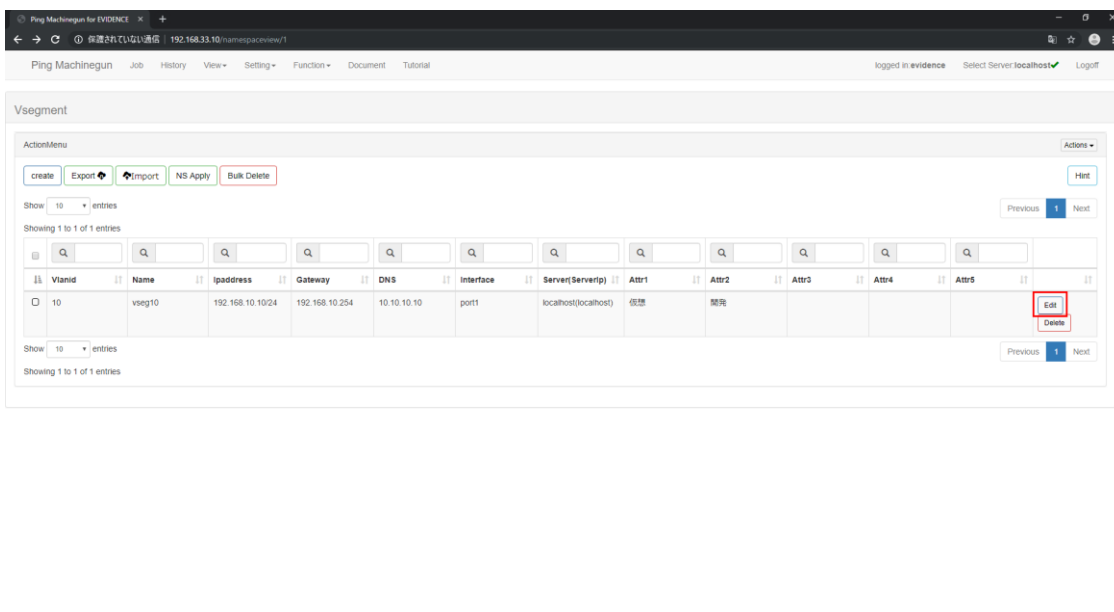 Ping Machinegun for EVIDENCE
保護されていない通信 | 192.168.33.10/namespaceview/1
Ping Machinegun Job History View Setting Function Document Tutorial logged in:evidence Select Server:localhost Logoff
Vsegment
ActionMenu Actions
create Export Import NS Apply Bulk Delete Hint
Show 10 entries Previous 1 Next
Showing 1 to 1 of 1 entries
Vlanid Name Ipaddress Gateway DNS Interface Server(ServerIp) Attr1 Attr2 Attr3 Attr4 Attr5
10 vseg10 192.168.10.10/24 192.168.10.254 10.10.10.10 port1 localhost(localhost) 仮想 開発 Edit
Delete
Show 10 entries Previous 1 Next
Showing 1 to 1 of 1 entries